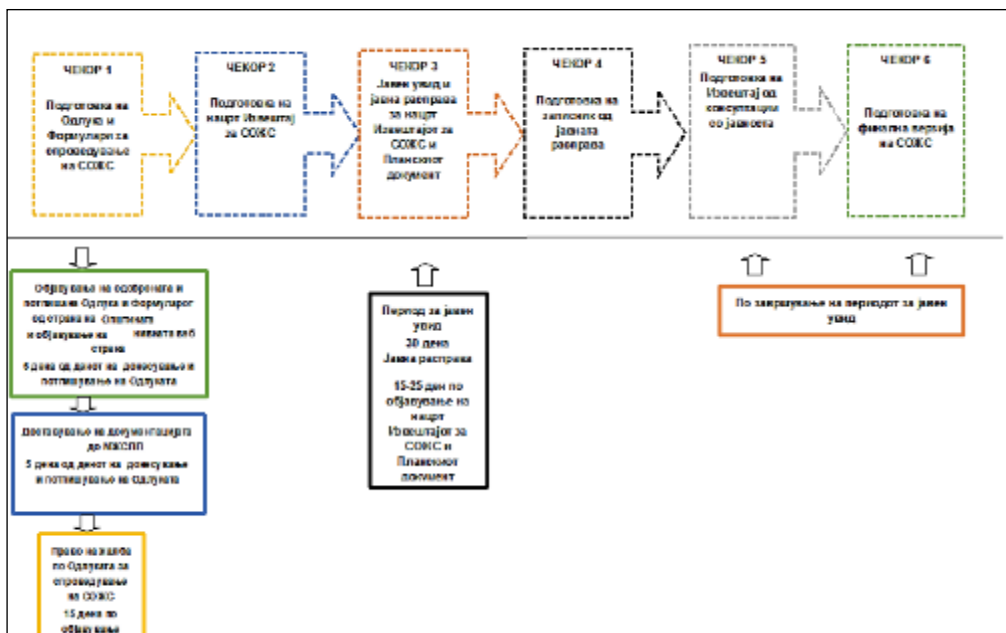 ЧЕКОР 1
Подготовка на
Одлука и
Формулари за
спроведување
на СОЖС
ЧЕКОР 2
Подготовка на
нацрт Извештај
за СОЖС
ЧЕКОР 3
Јавен увид и
јавна расправа
за нацрт
Извештајот за
СОЖС и
Планскиот
документ
ЧЕКОР 4
Подготовка на
записник од
јавната
расправа
ЧЕКОР 5
Подготовка на
Извештај од
консултации
со јавноста
ЧЕКОР 6
Подготовка на
финална верзија
на СОЖС
Објавување на одобрената и
потпишана Одлука и Формуларот
од страна на Општината
и објавување на нивната веб
страна
5 дена од денот на донесување и
потпишување на Одлуката
Доставување на документацијата
до МЖСПП
5 дена од денот на донесување
и потпишување на Одлуката
Право на жалба
по Одлуката за
спроведување
на СОЖС
15 дена по
објавување
Период за јавен
увид
30 дена
Јавна расправа
15-25 ден по
објавување на
нацрт
Извештајот за
СОЖС и
Планскиот
документ
По завршување на периодот за јавен
увид